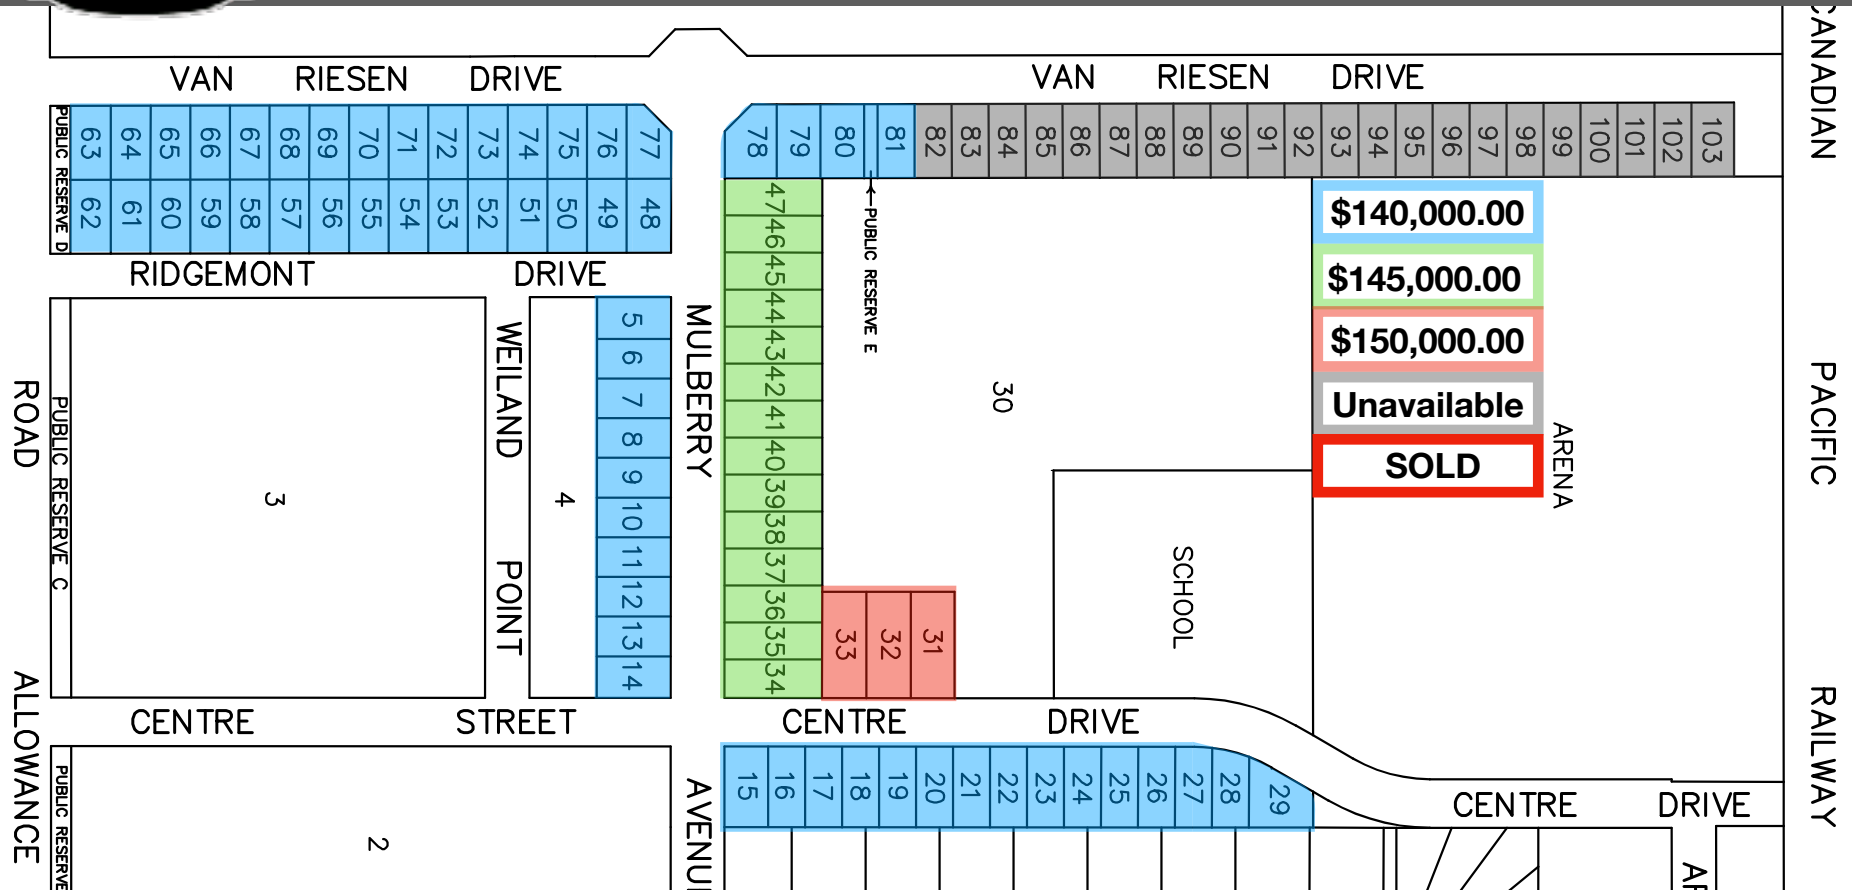 VAN RIESEN DRIVE
VAN RIESEN DRIVE
CANADIAN
PACIFIC
RAILWAY
PUBLIC RESERVE D
63 64 65 66 67 68 69 70 71 72 73 74 75 76 77
62 61 60 59 58 57 56 55 54 53 52 51 50 49 48
78 79 80 81 82 83 84 85 86 87 88 89 90 91 92 93 94 95 96 97 98 99 100 101 102 103
RIDGEMONT DRIVE
47
46
45
44
43
42
41
40
39
38
37
36
35
34
PUBLIC RESERVE E
$140,000.00
$145,000.00
$150,000.00
Unavailable
SOLD
ARENA
30
SCHOOL
33 32 31
MULBERRY
AVENU
WEILAND POINT
5
6
7
8
9
10
11
12
13
14
4
3
PUBLIC RESERVE C
ROAD
ALLOWANCE
CENTRE STREET
CENTRE DRIVE
15 16 17 18 19 20 21 22 23 24 25 26 27 28 29
CENTRE DRIVE
PUBLIC RESERVE
2